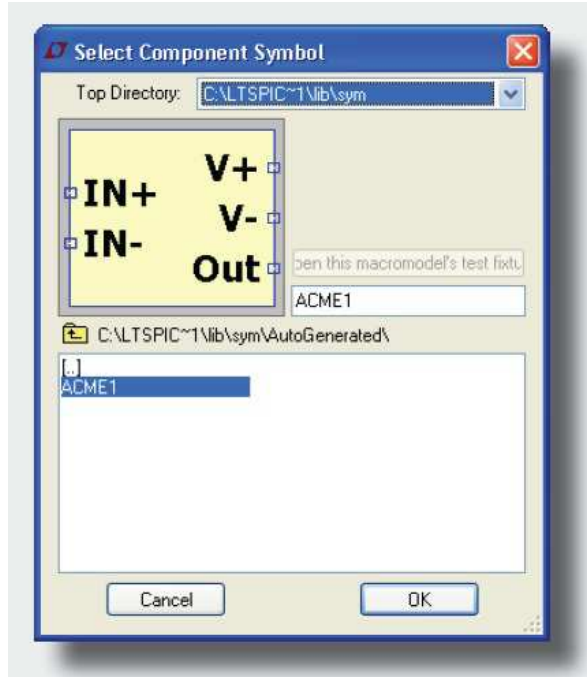 Select Component Symbol
Top Directory: C:\LTSPIC~1\lib\sym
IN+
IN-
V+
V-
Out
pen this macromodel's test fixtu
ACME1
C:\LTSPIC~1\lib\sym\AutoGenerated\
[..]
ACME1
Cancel
OK